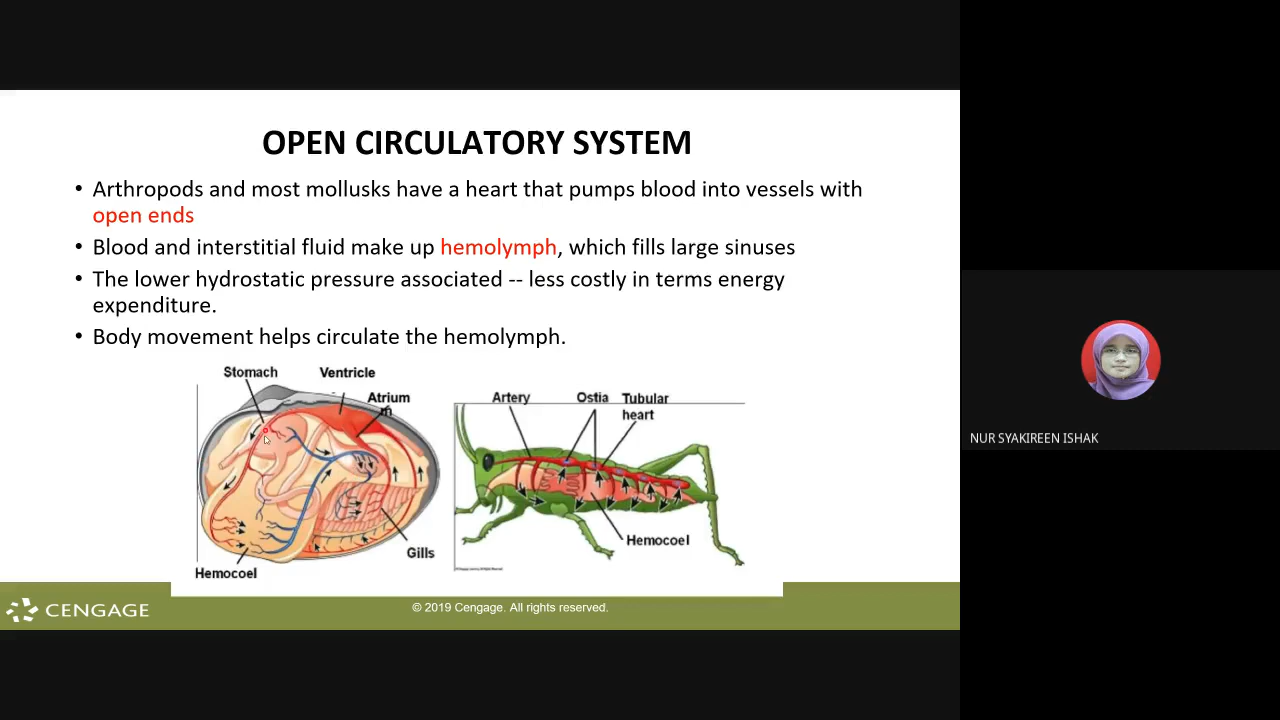 OPEN CIRCULATORY SYSTEM
• Arthropods and most mollusks have a heart that pumps blood into vessels with
open ends
• Blood and interstitial fluid make up hemolymph, which fills large sinuses
• The lower hydrostatic pressure associated -- less costly in terms energy
expenditure.
• Body movement helps circulate the hemolymph.
Stomach
Ventricle
Atrium
m
Gills
Hemocoel
Artery
Ostia
Tubular
heart
Hemocoel
CENGAGE
© 2019 Cengage. All rights reserved.
NUR SYAKIREEN ISHAK